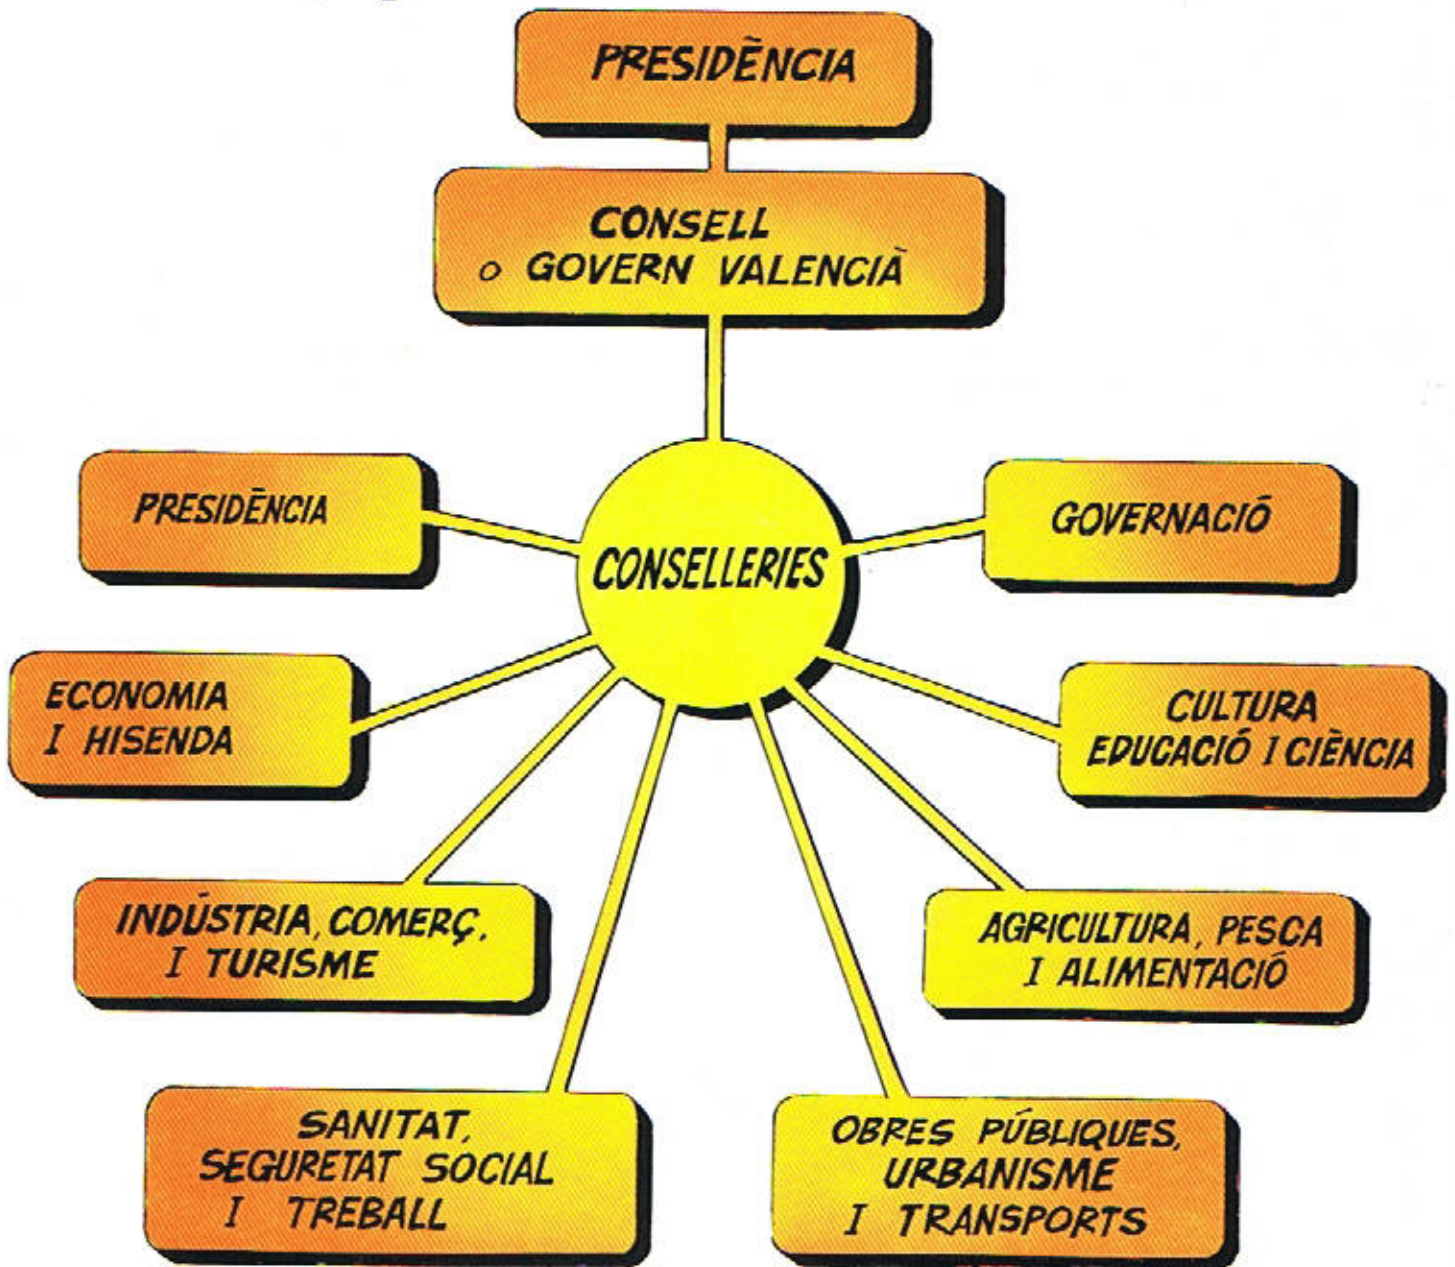 PRESIDÈNCIA
CONSELL
o GOVERN VALENCIÀ
CONSELLERIES
PRESIDÈNCIA
GOVERNACIÓ
ECONOMIA
I HISENDA
CULTURA
EDUCACIÓ I CIÈNCIA
INDÚSTRIA, COMERÇ,
I TURISME
AGRICULTURA, PESCA
I ALIMENTACIÓ
SANITAT,
SEGURETAT SOCIAL
I TREBALL
OBRES PÚBLIQUES,
URBANISME
I TRANSPORTS